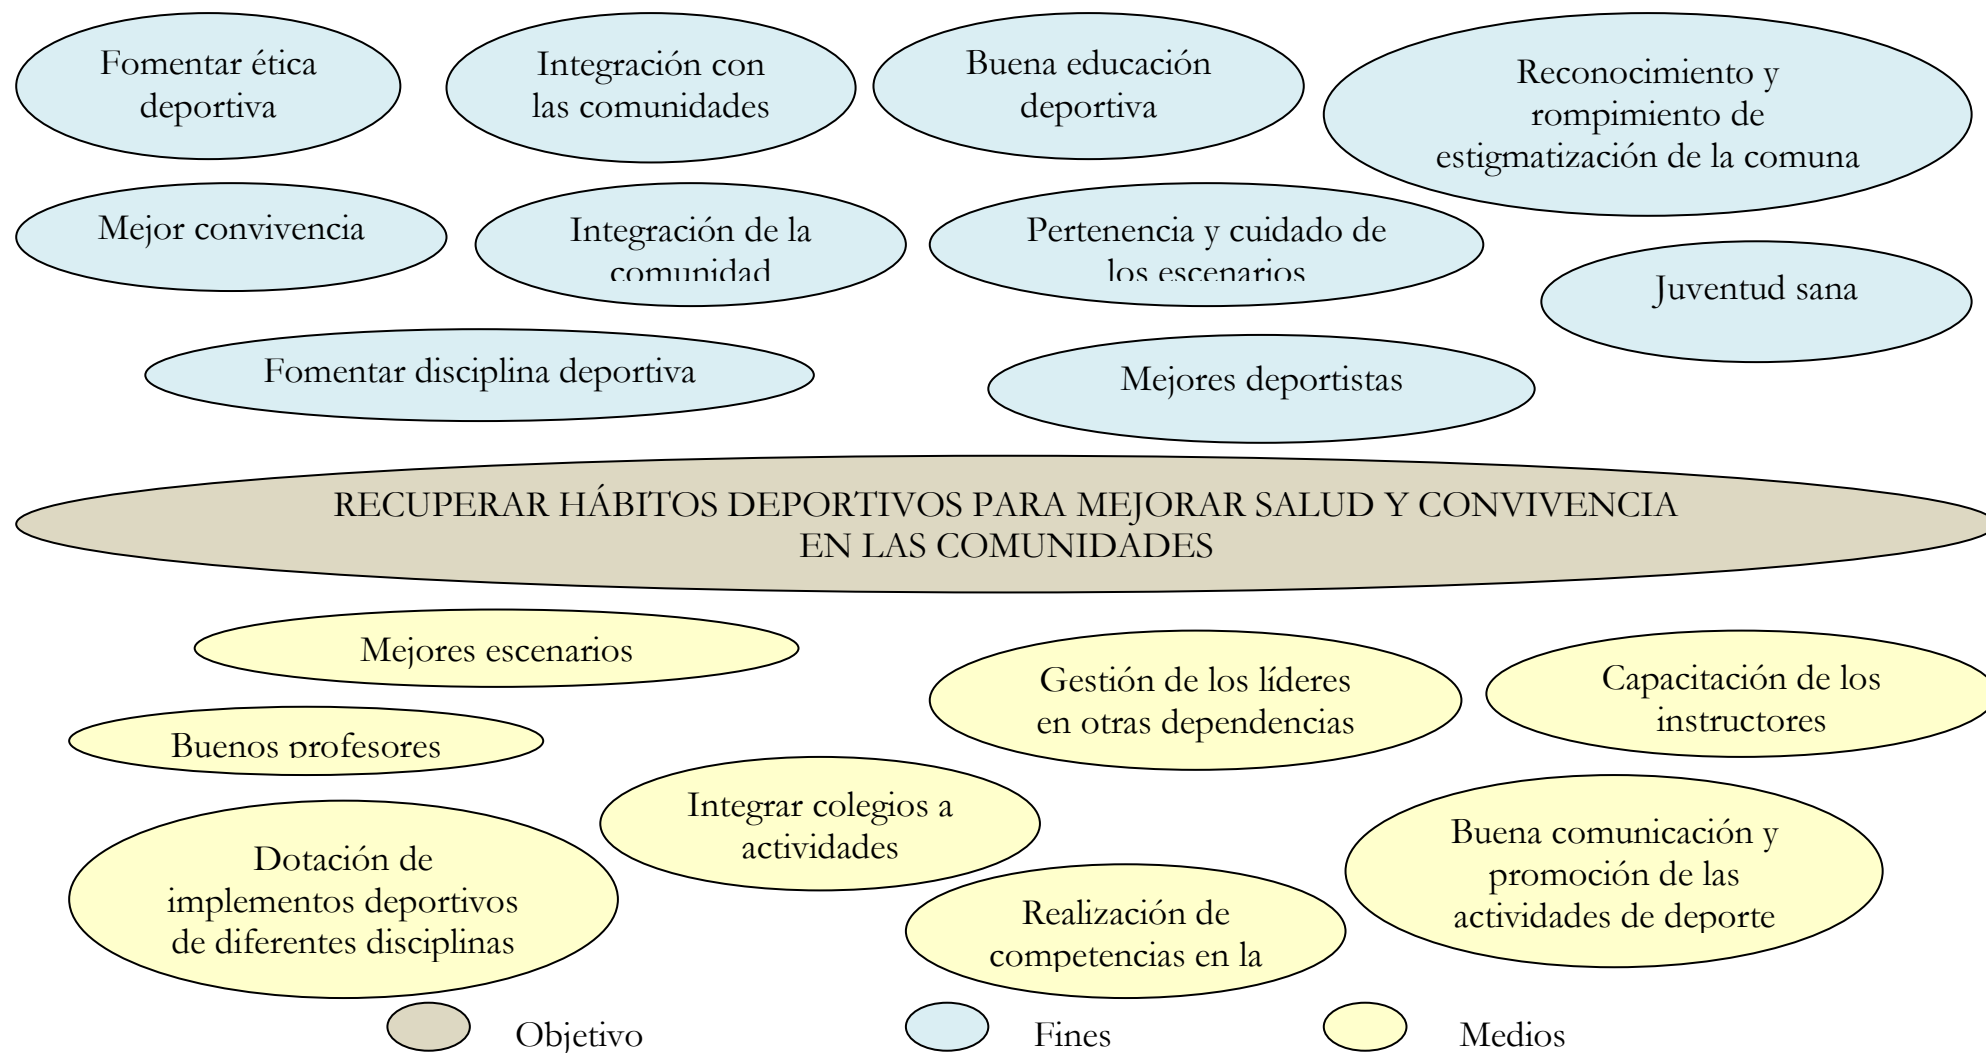 Fomentar ética
deportiva
Integración con
las comunidades
Buena educación
deportiva
Reconocimiento y
rompimiento de
estigmatización de la comuna
Mejor convivencia
Integración de la
comunidad
Pertenencia y cuidado de
los escenarios
Juventud sana
Fomentar disciplina deportiva
Mejores deportistas
RECUPERAR HÁBITOS DEPORTIVOS PARA MEJORAR SALUD Y CONVIVENCIA
EN LAS COMUNIDADES
Mejores escenarios
Gestión de los líderes
en otras dependencias
Capacitación de los
instructores
Buenos profesores
Integrar colegios a
actividades
Buena comunicación y
promoción de las
actividades de deporte
Dotación de
implementos deportivos
de diferentes disciplinas
Realización de
competencias en la
Objetivo
Fines
Medios